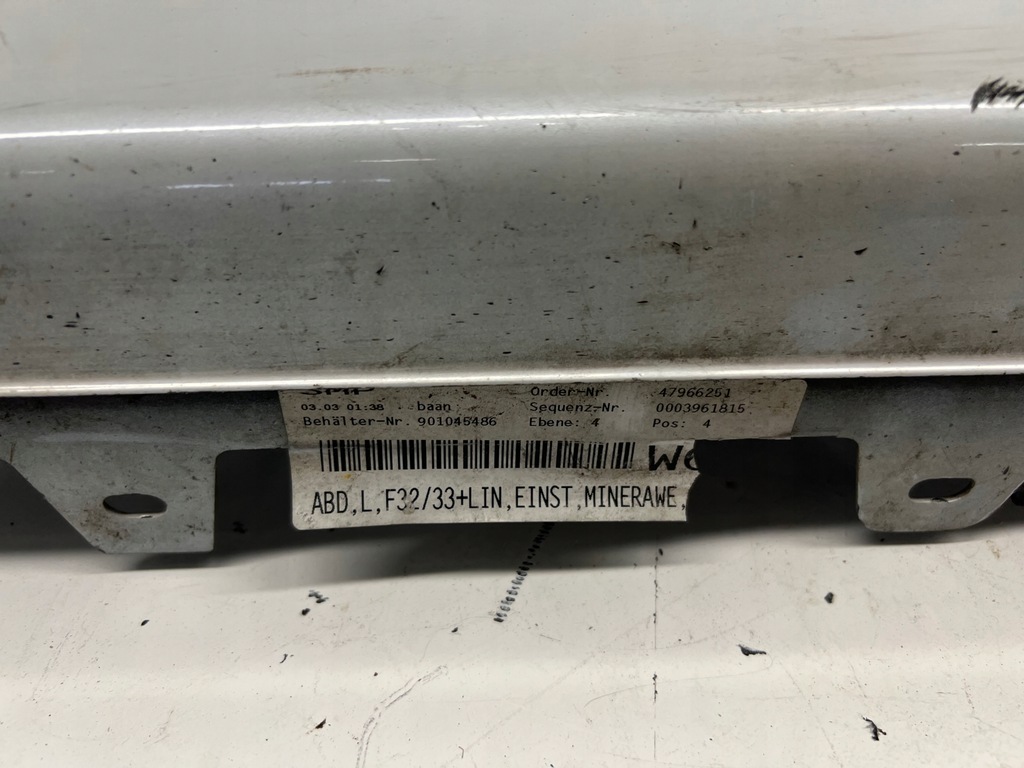 SMP Order-Nr. 47966251
03.03 01:38 baan Sequenz-Nr. 0003961815
Behälter-Nr. 901045486 Ebene: 4 Pos: 4
ABD,L,F32/33+LIN,EINST,MINERAWE,